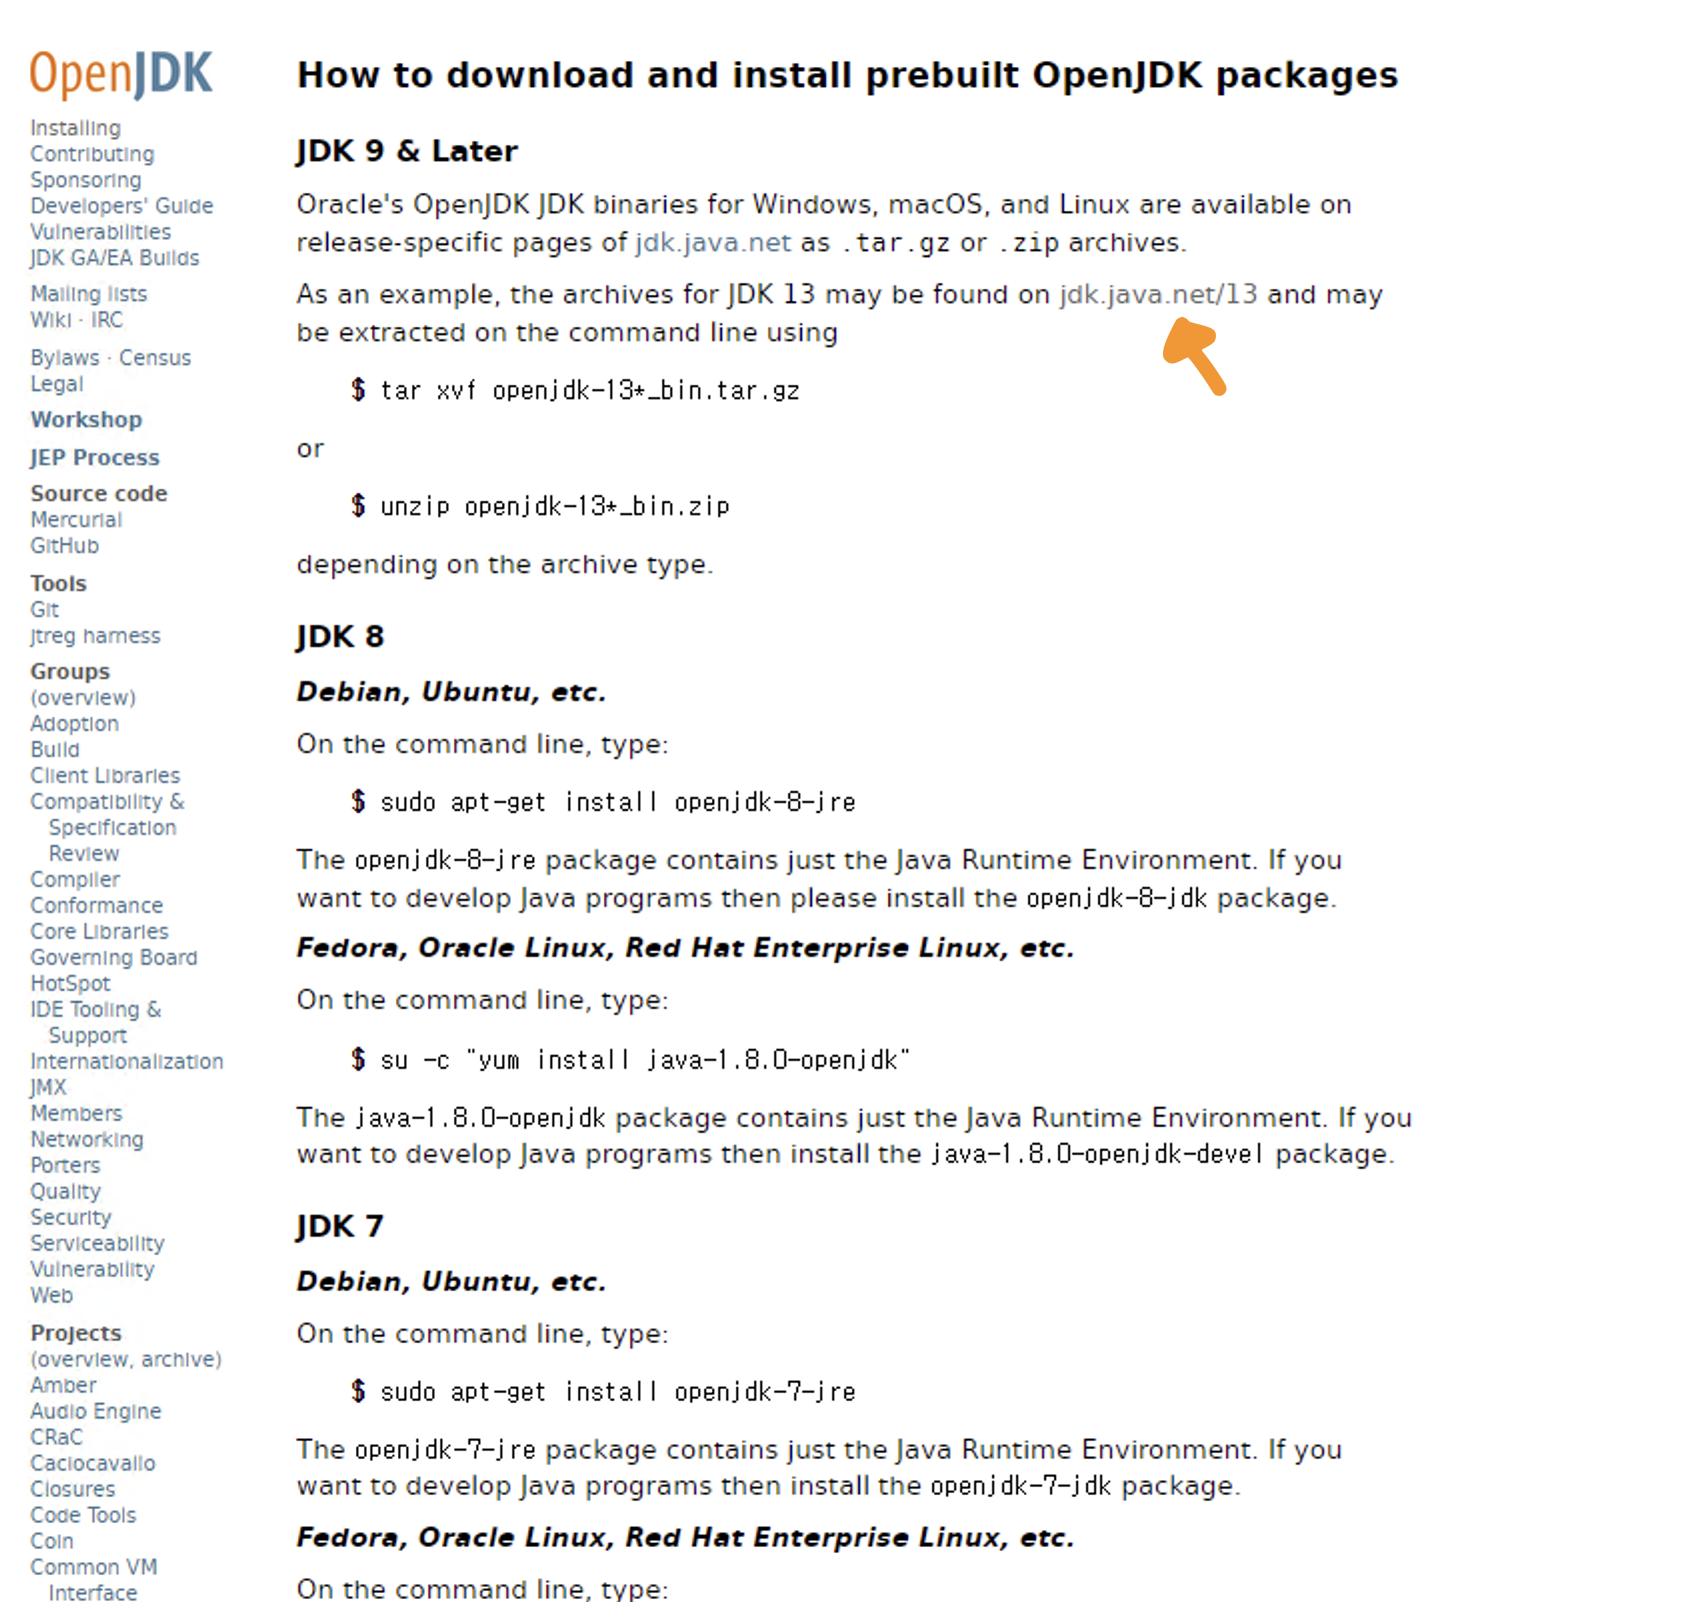 OpenJDK
Installing
Contributing
Sponsoring
Developers' Guide
Vulnerabilities
JDK GA/EA Builds
Mailing lists
Wiki · IRC
Bylaws · Census
Legal
Workshop
JEP Process
Source code
Mercurial
GitHub
Tools
Git
jtreg harness
Groups
(overview)
Adoption
Build
Client Libraries
Compatibility &
Specification
Review
Compiler
Conformance
Core Libraries
Governing Board
HotSpot
IDE Tooling &
Support
Internationalization
JMX
Members
Networking
Porters
Quality
Security
Serviceability
Vulnerability
Web
Projects
(overview, archive)
Amber
Audio Engine
CRaC
Caciocavallo
Closures
Code Tools
Coin
Common VM
Interface
How to download and install prebuilt OpenJDK packages
JDK 9 & Later
Oracle's OpenJDK JDK binaries for Windows, macOS, and Linux are available on
release-specific pages of jdk.java.net as .tar.gz or .zip archives.
As an example, the archives for JDK 13 may be found on jdk.java.net/13 and may
be extracted on the command line using
$ tar xvf openjdk-13*_bin.tar.gz
or
$ unzip openjdk-13*_bin.zip
depending on the archive type.
JDK 8
Debian, Ubuntu, etc.
On the command line, type:
$ sudo apt-get install openjdk-8-jre
The openjdk-8-jre package contains just the Java Runtime Environment. If you
want to develop Java programs then please install the openjdk-8-jdk package.
Fedora, Oracle Linux, Red Hat Enterprise Linux, etc.
On the command line, type:
$ su -c "yum install java-1.8.0-openjdk"
The java-1.8.0-openjdk package contains just the Java Runtime Environment. If you
want to develop Java programs then install the java-1.8.0-openjdk-devel package.
JDK 7
Debian, Ubuntu, etc.
On the command line, type:
$ sudo apt-get install openjdk-7-jre
The openjdk-7-jre package contains just the Java Runtime Environment. If you
want to develop Java programs then install the openjdk-7-jdk package.
Fedora, Oracle Linux, Red Hat Enterprise Linux, etc.
On the command line, type: